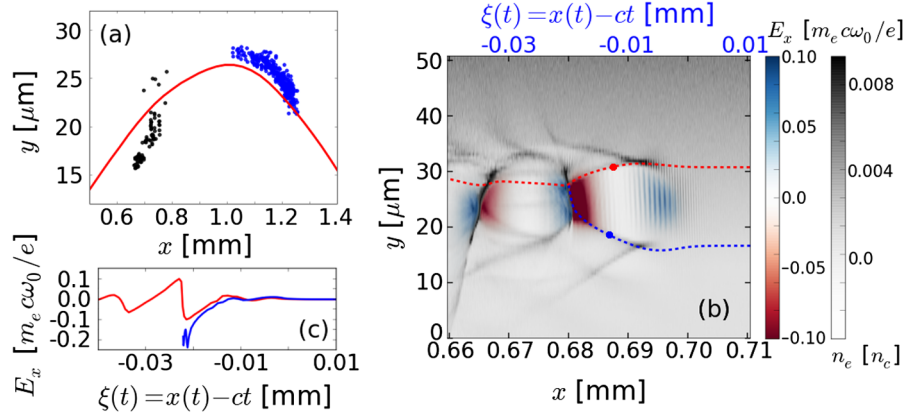 (a)
30
25
20
15
y [μm]
0.6 0.8 1.0 1.2 1.4
x [mm]
0.1
0.0
-0.1
-0.2
E_x [m_e cω_0/e]
(c)
-0.03 -0.01 0.01
ξ(t)=x(t)−ct [mm]
ξ(t)=x(t)−ct [mm]
-0.03 -0.01 0.01
50
40
30
20
10
0
y [μm]
(b)
0.66 0.67 0.68 0.69 0.70 0.71
x [mm]
E_x [m_e cω_0/e]
0.10
0.05
0.0
-0.05
-0.10
0.008
0.004
0.0
n_e [n_c]